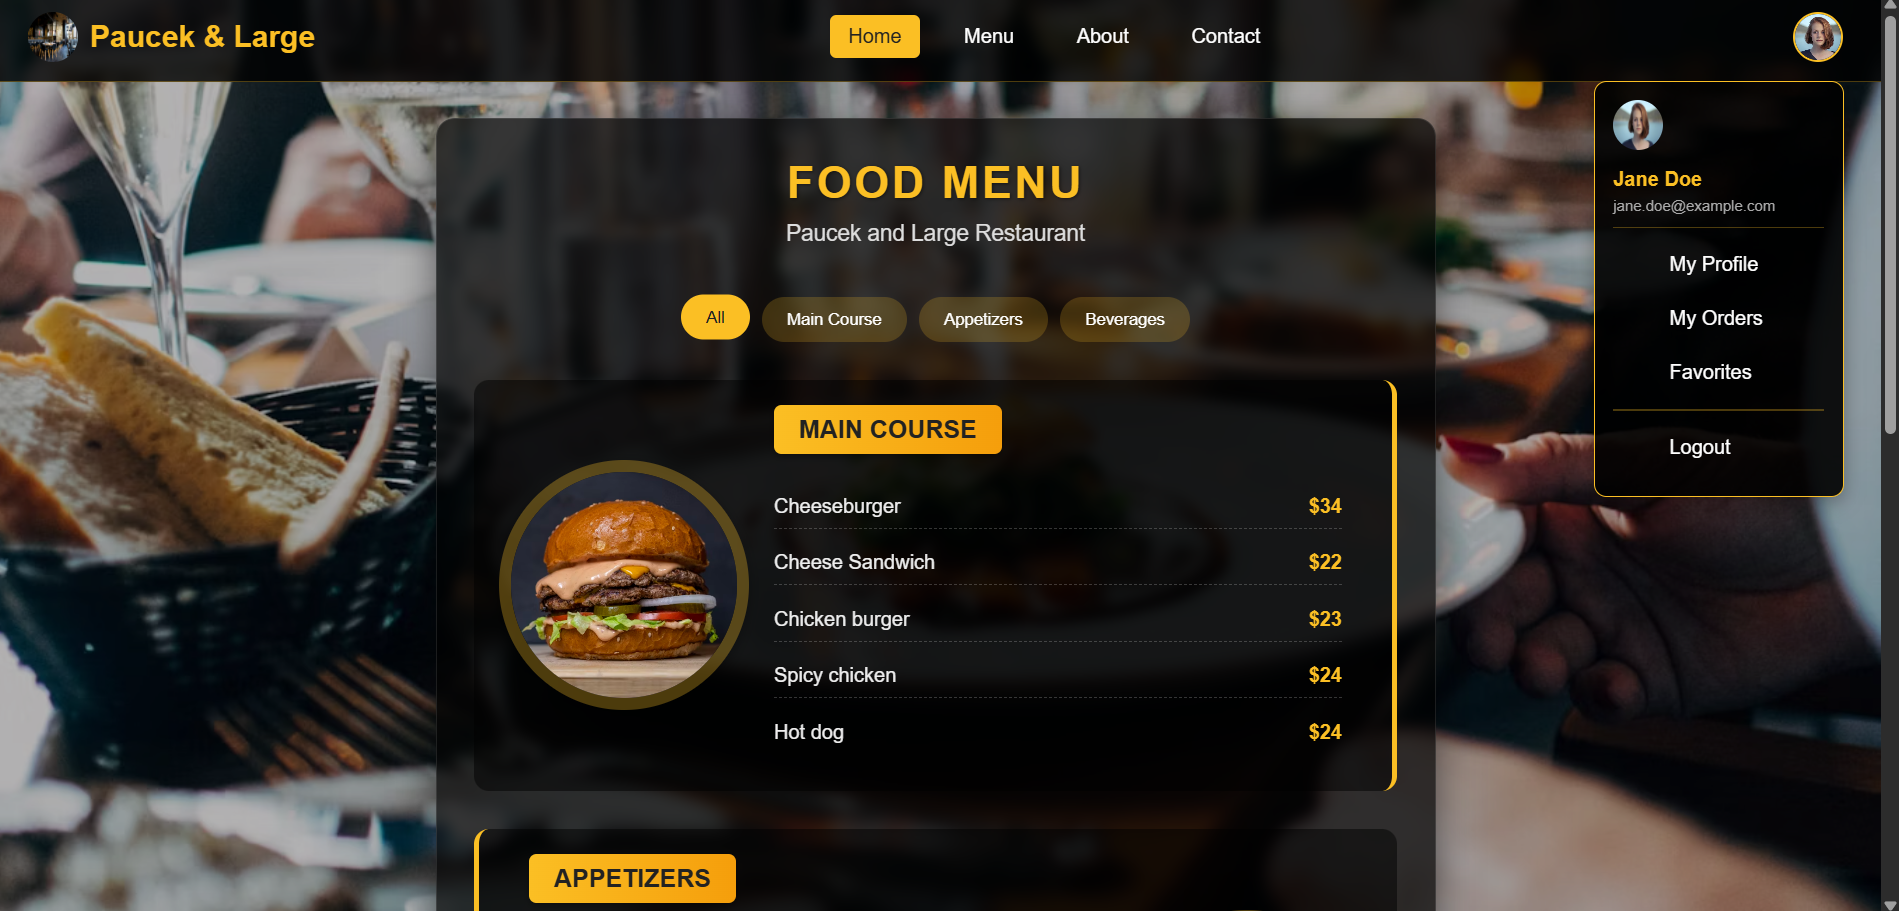 Paucek & Large
Home
Menu
About
Contact
Jane Doe
jane.doe@example.com
My Profile
My Orders
Favorites
Logout
FOOD MENU
Paucek and Large Restaurant
All
Main Course
Appetizers
Beverages
MAIN COURSE
Cheeseburger $34
Cheese Sandwich $22
Chicken burger $23
Spicy chicken $24
Hot dog $24
APPETIZERS